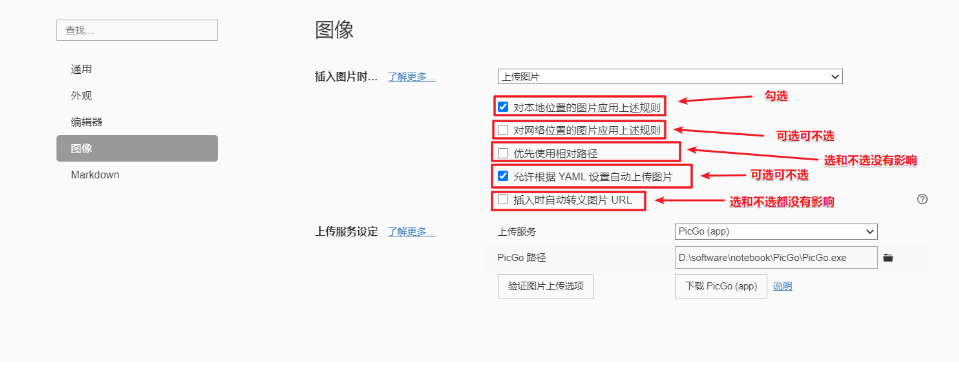 查找...
图像
通用
外观
编辑器
图像
Markdown
插入图片时... 了解更多...
上传图片
对本地位置的图片应用上述规则
勾选
对网络位置的图片应用上述规则
可选可不选
优先使用相对路径
选和不选没有影响
允许根据 YAML 设置自动上传图片
可选可不选
插入时自动转义图片 URL
选和不选都没有影响
上传服务设定 了解更多...
上传服务
PicGo (app)
PicGo 路径
D:\software\notebook\PicGo\PicGo.exe
验证图片上传选项
下载 PicGo (app)
说明